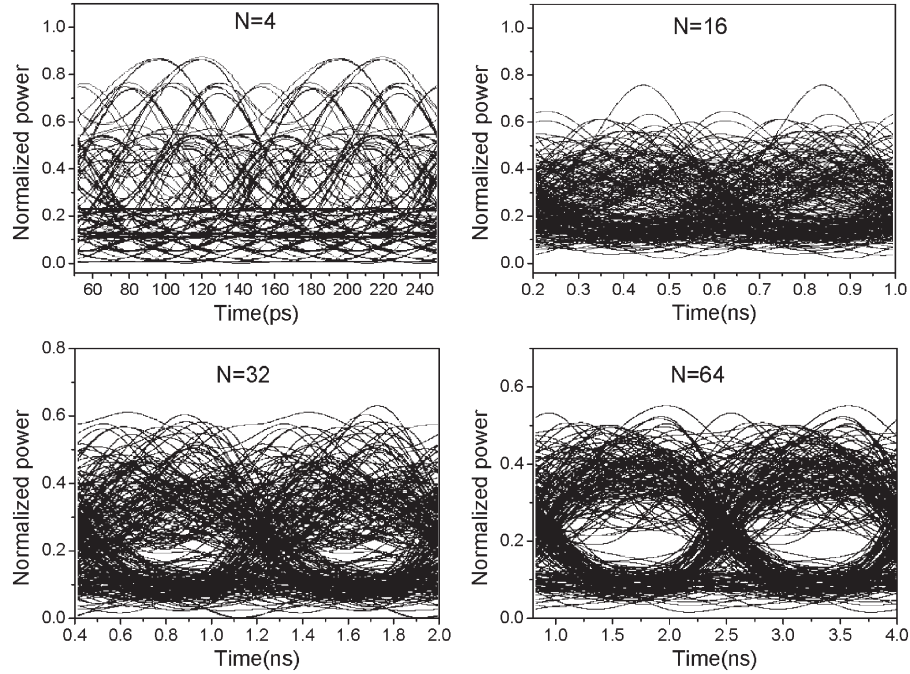 N=4
Normalized power
1.0
0.8
0.6
0.4
0.2
0.0
60 80 100 120 140 160 180 200 220 240
Time(ps)
N=16
Normalized power
1.0
0.8
0.6
0.4
0.2
0.0
0.2 0.3 0.4 0.5 0.6 0.7 0.8 0.9 1.0
Time(ns)
N=32
Normalized power
0.8
0.6
0.4
0.2
0.0
0.4 0.6 0.8 1.0 1.2 1.4 1.6 1.8 2.0
Time(ns)
N=64
Normalized power
0.6
0.4
0.2
0.0
1.0 1.5 2.0 2.5 3.0 3.5 4.0
Time(ns)